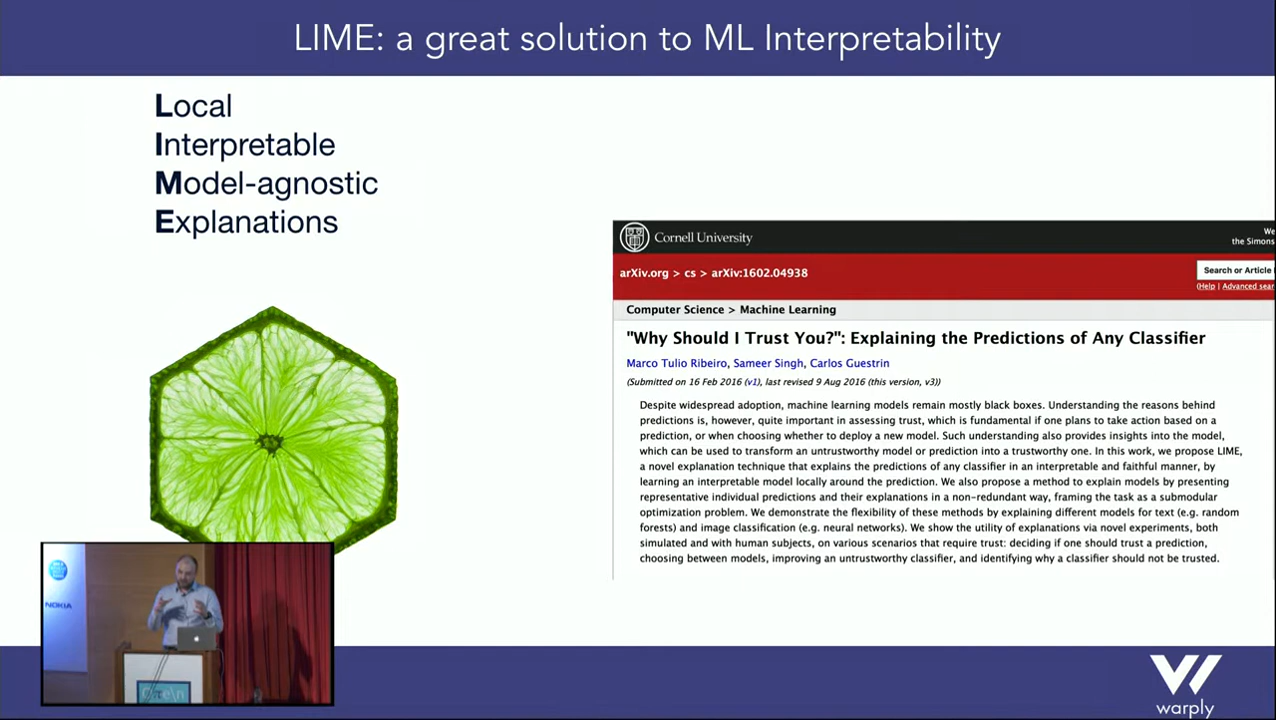 LIME: a great solution to ML Interpretability
Local
Interpretable
Model-agnostic
Explanations
Cornell University
We
the Simons
arXiv.org > cs > arXiv:1602.04938
Search or Article
(Help | Advanced sear
Computer Science > Machine Learning
"Why Should I Trust You?": Explaining the Predictions of Any Classifier
Marco Tulio Ribeiro, Sameer Singh, Carlos Guestrin
(Submitted on 16 Feb 2016 (v1), last revised 9 Aug 2016 (this version, v3))
Despite widespread adoption, machine learning models remain mostly black boxes. Understanding the reasons behind
predictions is, however, quite important in assessing trust, which is fundamental if one plans to take action based on a
prediction, or when choosing whether to deploy a new model. Such understanding also provides insights into the model,
which can be used to transform an untrustworthy model or prediction into a trustworthy one. In this work, we propose LIME,
a novel explanation technique that explains the predictions of any classifier in an interpretable and faithful manner, by
learning an interpretable model locally around the prediction. We also propose a method to explain models by presenting
representative individual predictions and their explanations in a non-redundant way, framing the task as a submodular
optimization problem. We demonstrate the flexibility of these methods by explaining different models for text (e.g. random
forests) and image classification (e.g. neural networks). We show the utility of explanations via novel experiments, both
simulated and with human subjects, on various scenarios that require trust: deciding if one should trust a prediction,
choosing between models, improving an untrustworthy classifier, and identifying why a classifier should not be trusted.
NOKIA
warply